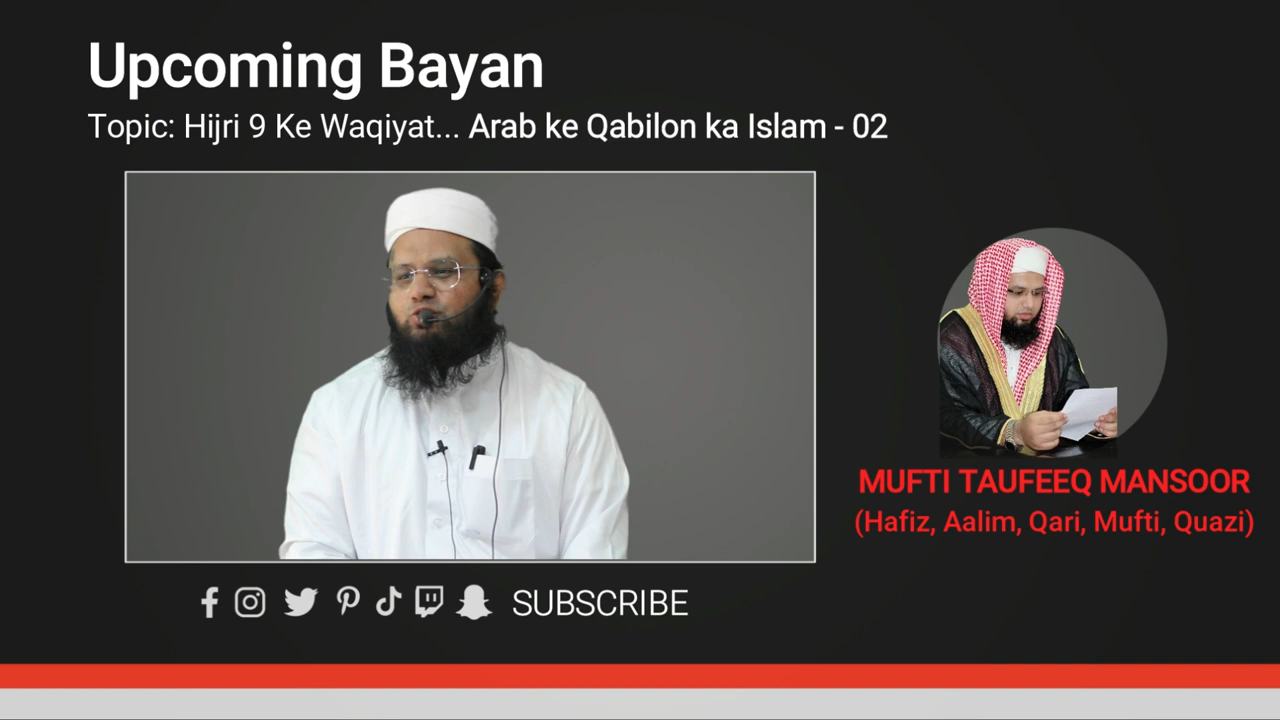 Upcoming Bayan
Topic: Hijri 9 Ke Waqiyat... Arab ke Qabilon ka Islam - 02
MUFTI TAUFEEQ MANSOOR
(Hafiz, Aalim, Qari, Mufti, Quazi)
SUBSCRIBE